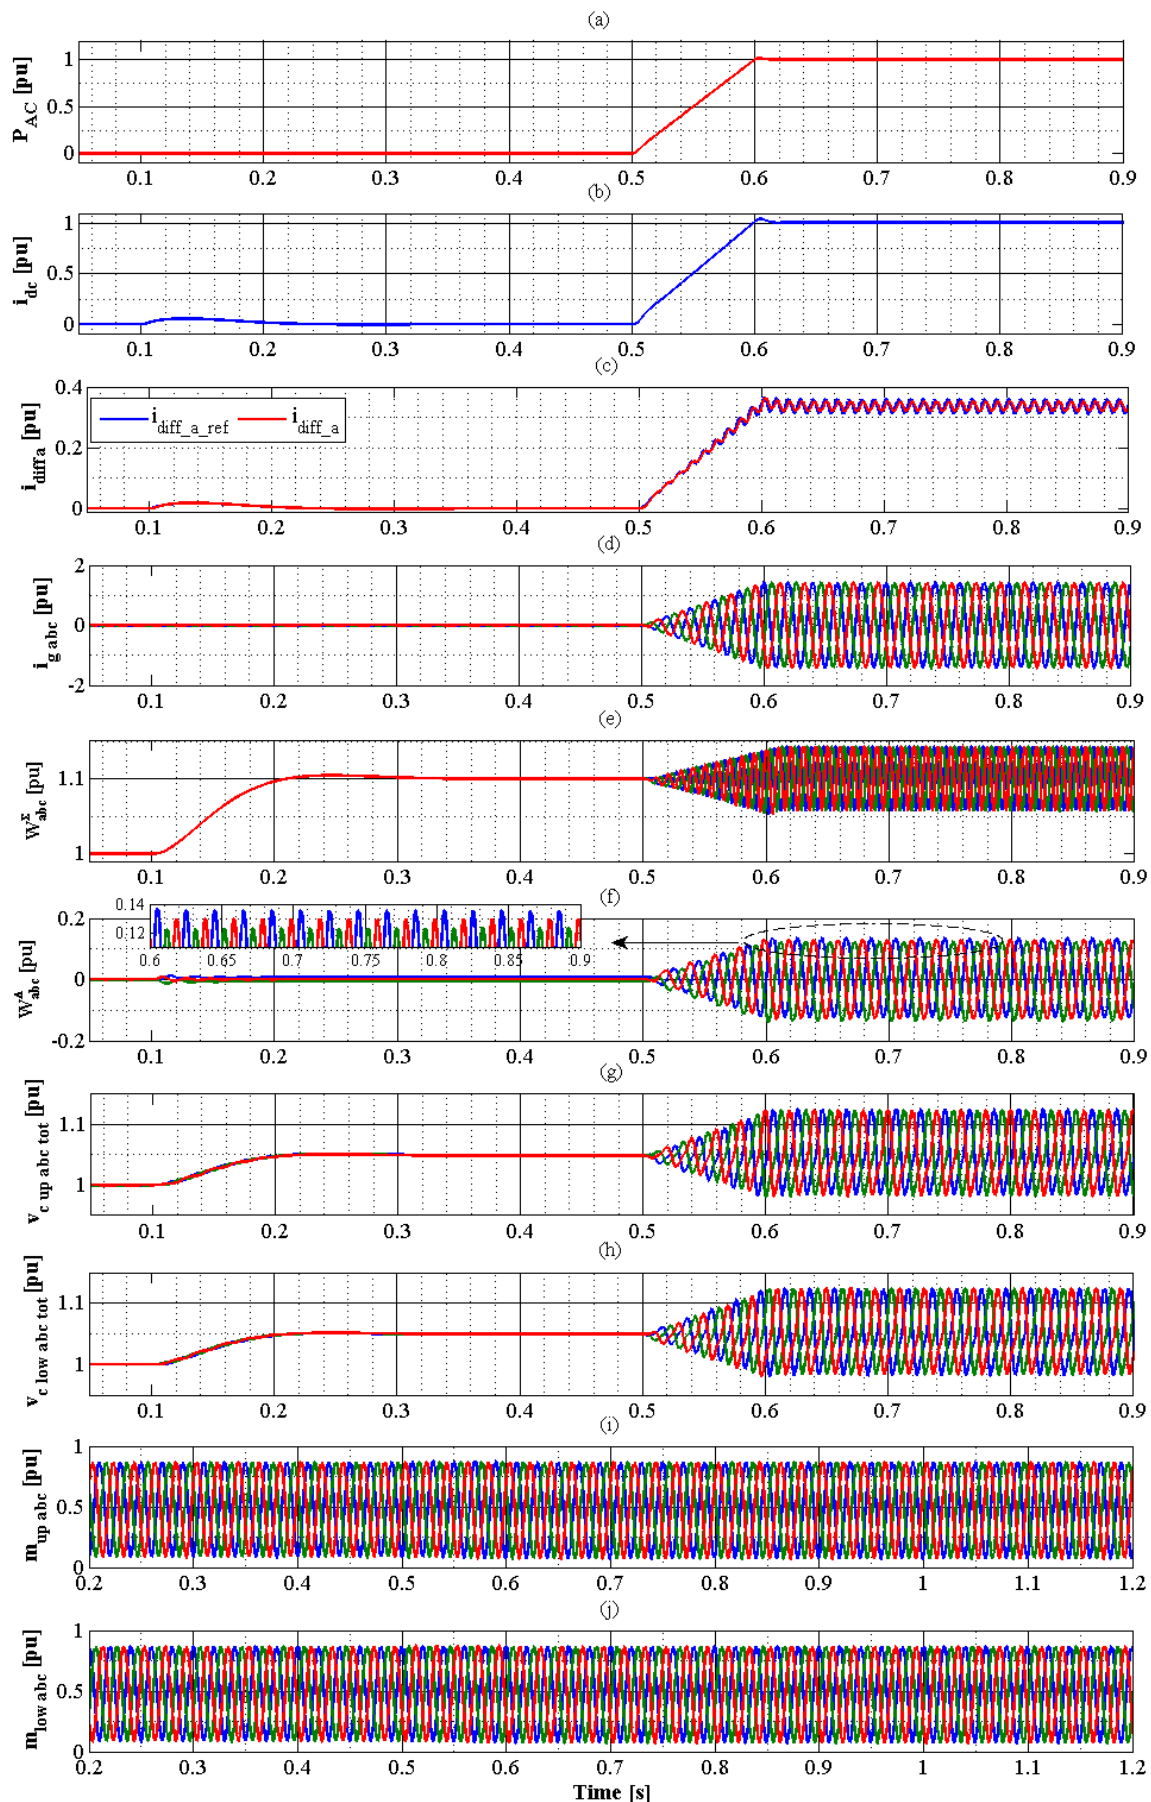 (a)
P_AC [pu]
1
0.5
0
0.1 0.2 0.3 0.4 0.5 0.6 0.7 0.8 0.9
(b)
i_dc [pu]
1
0.5
0
0.1 0.2 0.3 0.4 0.5 0.6 0.7 0.8 0.9
(c)
i_diffa [pu]
0.4
0.2
0
i_diff_a_ref i_diff_a
0.1 0.2 0.3 0.4 0.5 0.6 0.7 0.8 0.9
(d)
i_g abc [pu]
2
0
-2
0.1 0.2 0.3 0.4 0.5 0.6 0.7 0.8 0.9
(e)
W^Σ_abc [pu]
1.1
1
0.1 0.2 0.3 0.4 0.5 0.6 0.7 0.8 0.9
(f)
W^Δ_abc [pu]
0.2
0
-0.2
0.14
0.12
0.6 0.65 0.7 0.75 0.8 0.85 0.9
0.1 0.2 0.3 0.4 0.5 0.6 0.7 0.8 0.9
(g)
v_c up abc tot [pu]
1.1
1
0.1 0.2 0.3 0.4 0.5 0.6 0.7 0.8 0.9
(h)
v_c low abc tot [pu]
1.1
1
0.1 0.2 0.3 0.4 0.5 0.6 0.7 0.8 0.9
(i)
m_up abc [pu]
1
0.5
0
0.2 0.3 0.4 0.5 0.6 0.7 0.8 0.9 1 1.1 1.2
(j)
m_low abc [pu]
1
0.5
0
0.2 0.3 0.4 0.5 0.6 0.7 0.8 0.9 1 1.1 1.2
Time [s]